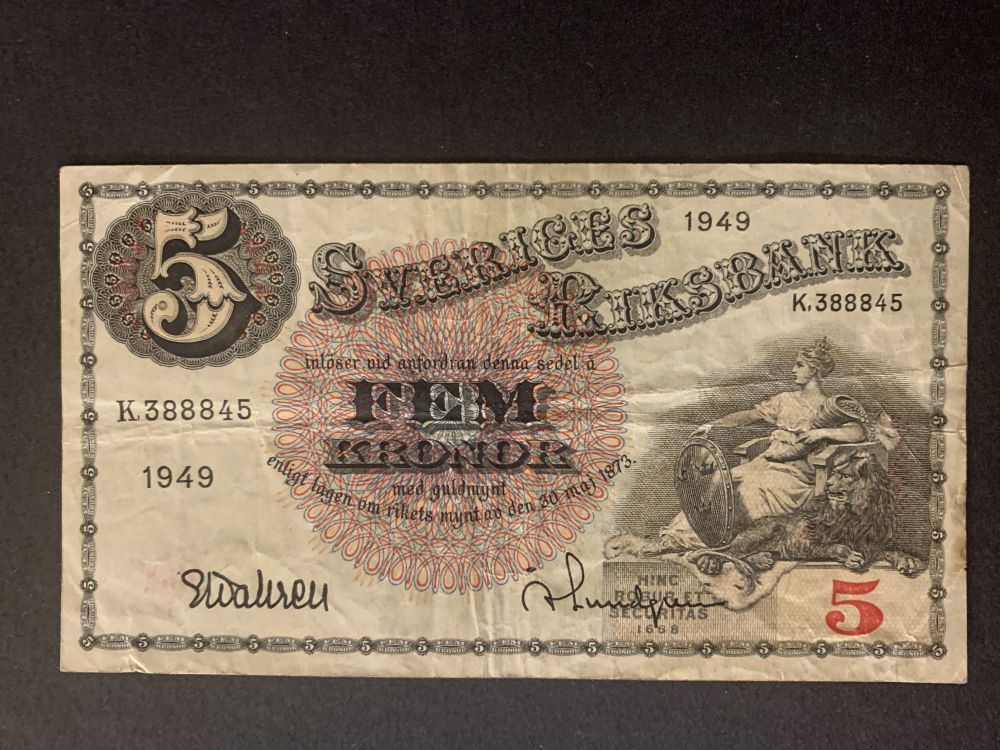 5
SVERIGES
1949
RIKSBANK
K.388845
inlöser vid anfordran denna sedel å
FEM
KRONOR
K.388845
1949
med guldmynt
enligt lagen om rikets mynt av den 30 maj 1873.
HINC
ROBUR ET
SECURITAS
1668
5